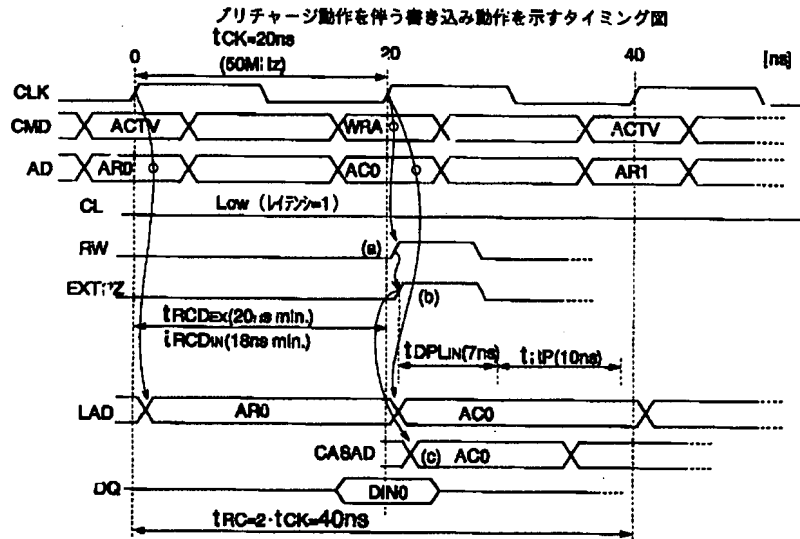 プリチャージ動作を伴う書き込み動作を示すタイミング図
tCK=20ns
0 20 40 [ns]
CLK
CMD ACTV WRA ACTV
AD AR0 AC0 AR1
CL Low (レイテンシ=1)
RW (a)
(b)
tRCDEX(20ns min.)
tRCDIN(18ns min.)
tDPLIN(7ns) (10ns)
LAD AR0 AC0
CASAD (c) AC0
DQ DIN0
tRC=2·tCK=40ns